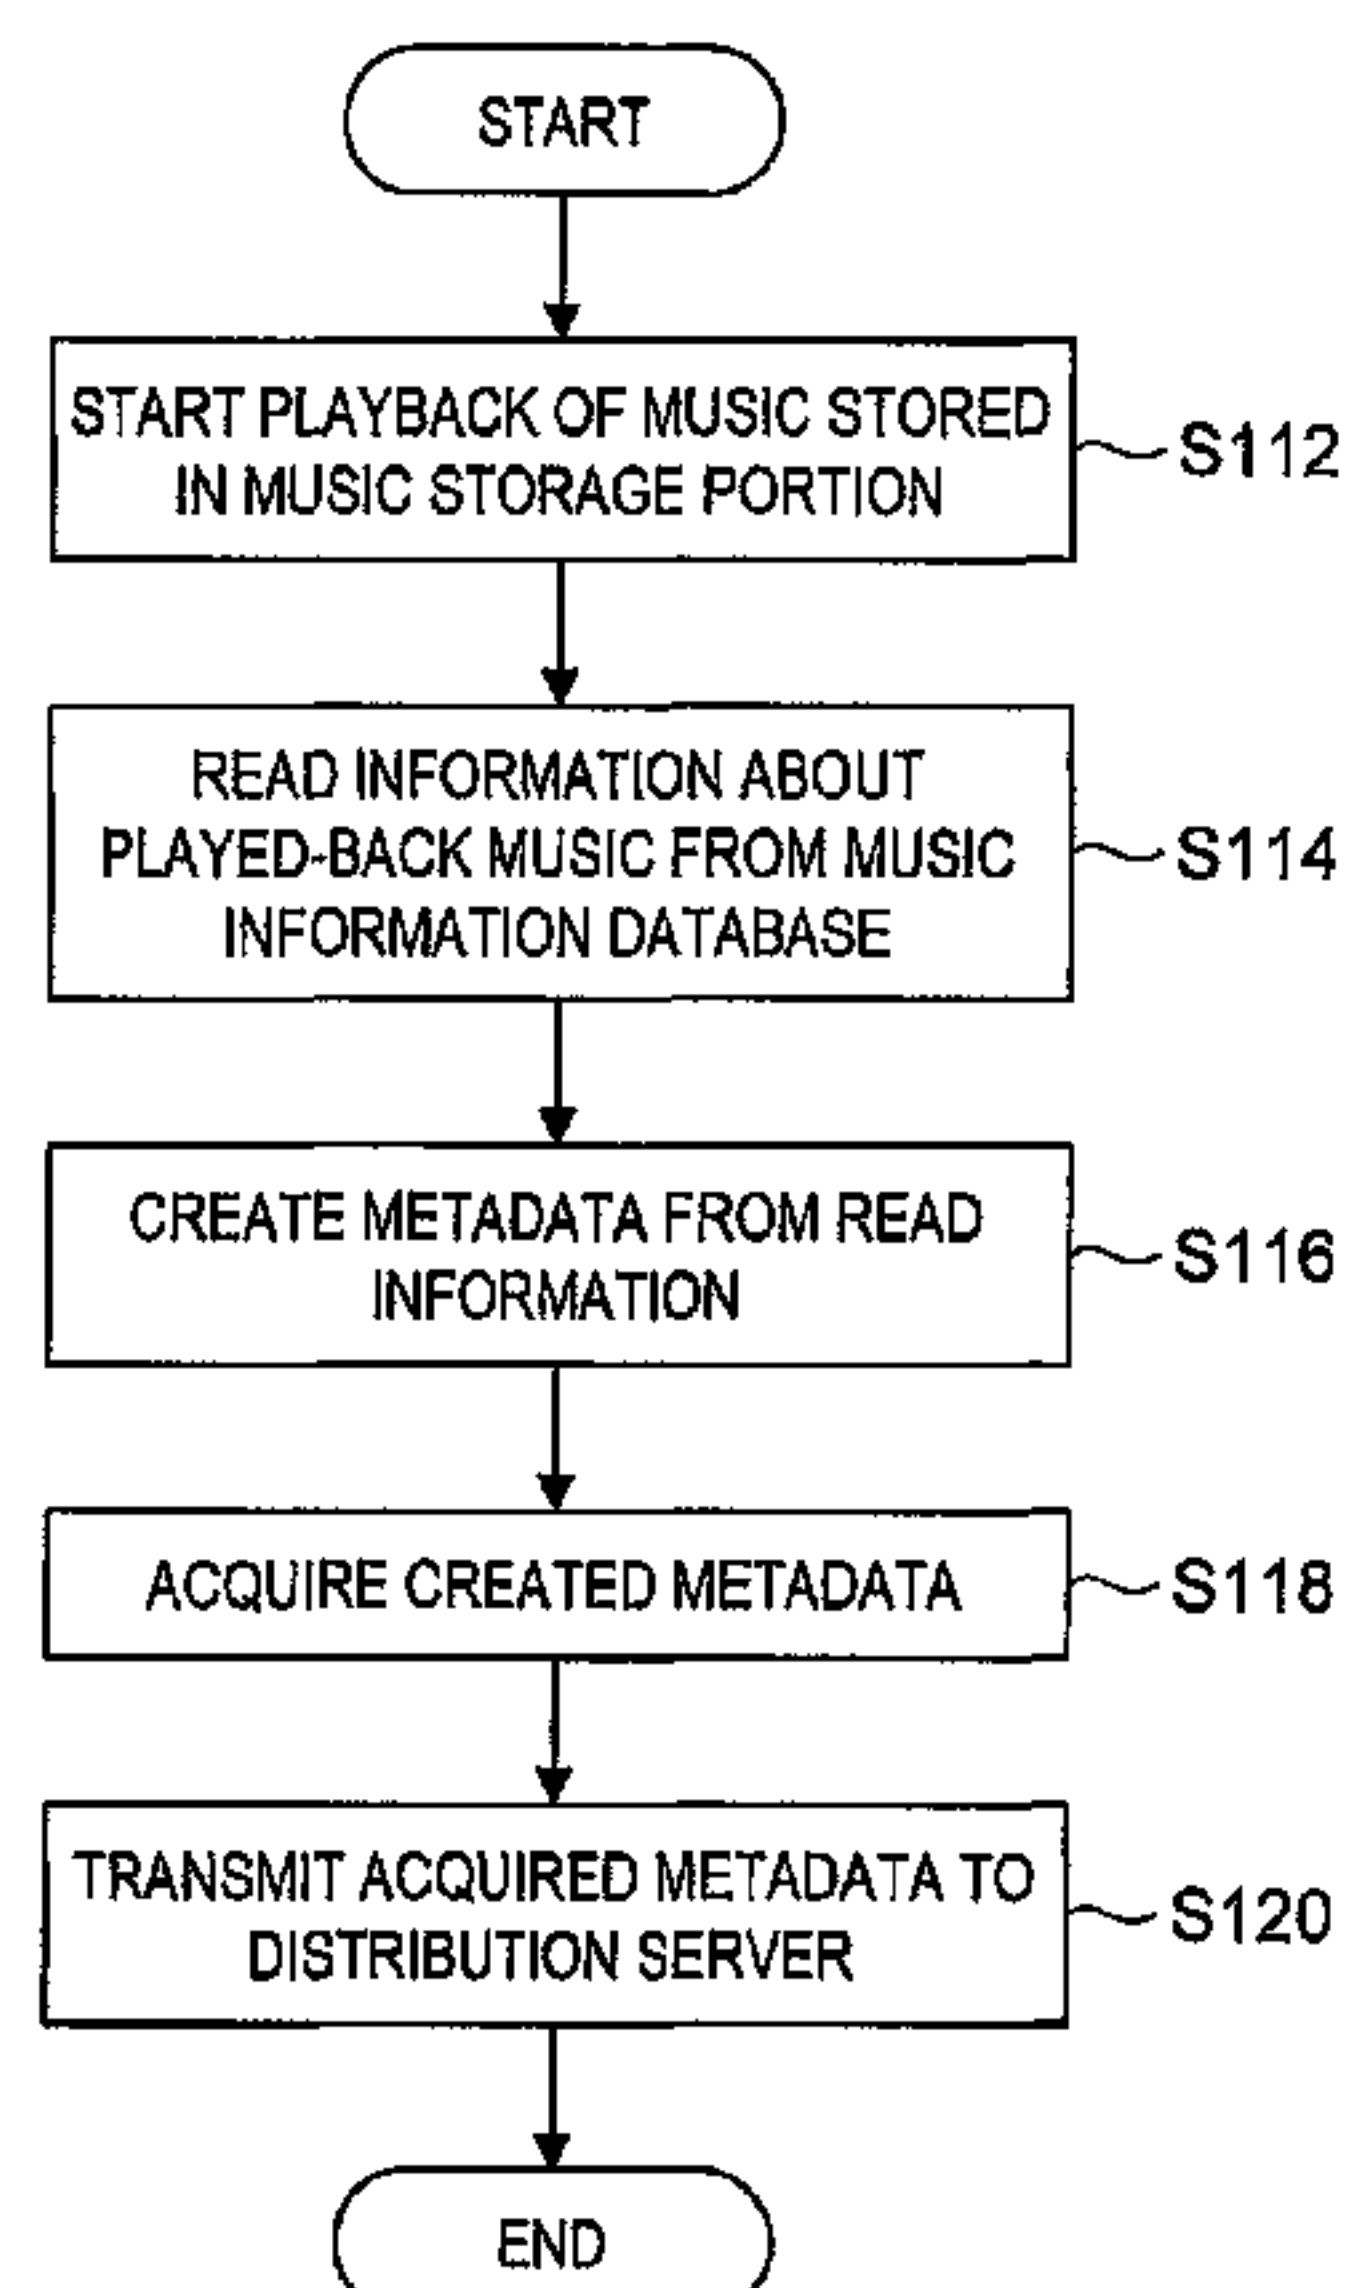 START
START PLAYBACK OF MUSIC STORED
IN MUSIC STORAGE PORTION
S112
READ INFORMATION ABOUT
PLAYED-BACK MUSIC FROM MUSIC
INFORMATION DATABASE
S114
CREATE METADATA FROM READ
INFORMATION
S116
ACQUIRE CREATED METADATA
S118
TRANSMIT ACQUIRED METADATA TO
DISTRIBUTION SERVER
S120
END